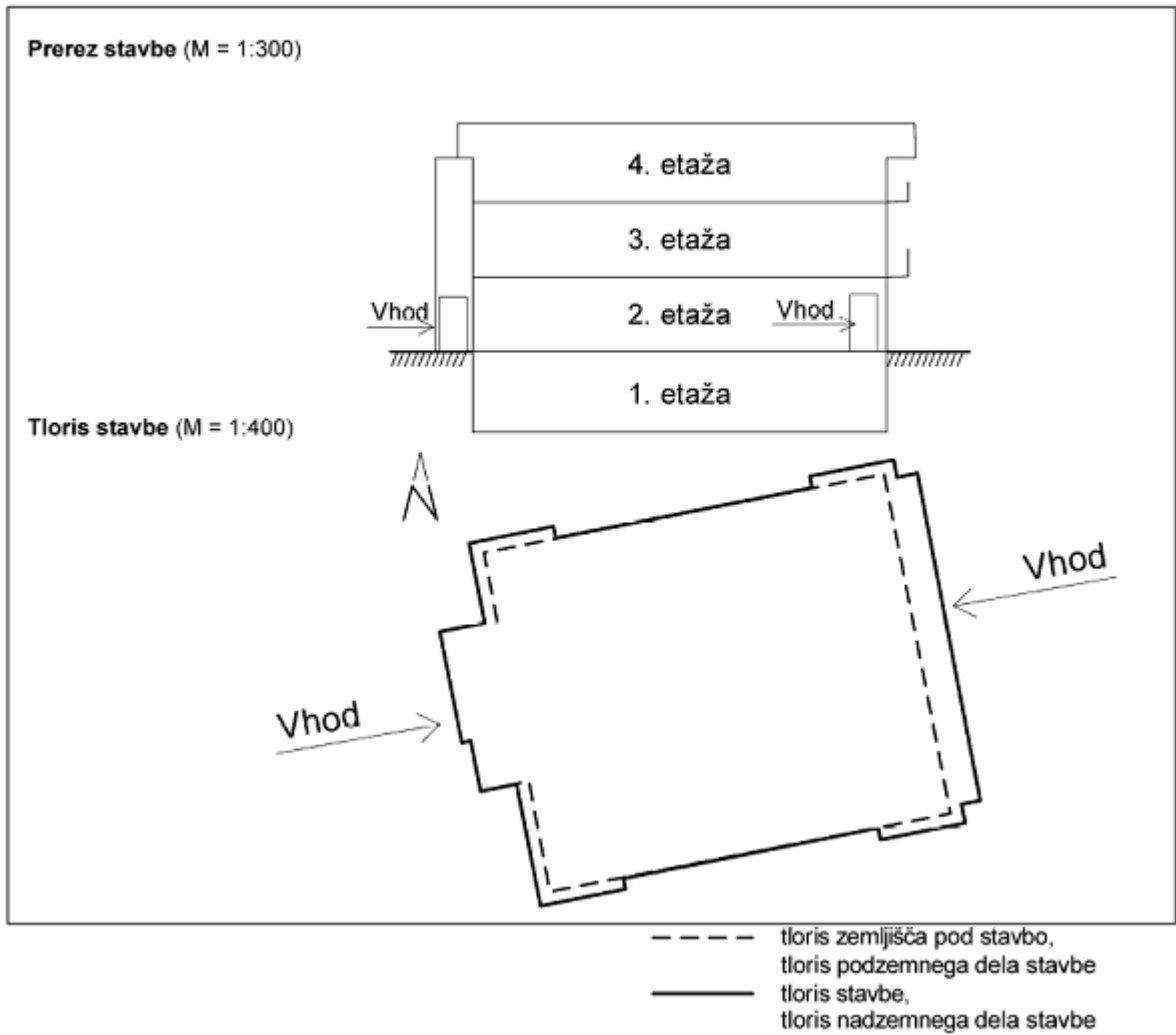 Prerez stavbe (M = 1:300)
4. etaža
3. etaža
Vhod
2. etaža
Vhod
1. etaža
Tloris stavbe (M = 1:400)
N
Vhod
Vhod
tloris zemljišča pod stavbo,
tloris podzemnega dela stavbe
tloris stavbe,
tloris nadzemnega dela stavbe